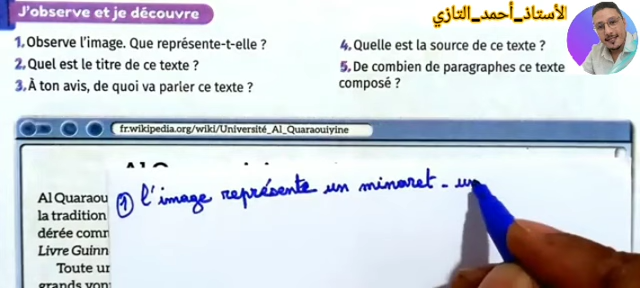 J'observe et je découvre
الأستاذ_أحمد_التازي
1. Observe l'image. Que représente-t-elle ?
2. Quel est le titre de ce texte ?
3. À ton avis, de quoi va parler ce texte ?
4. Quelle est la source de ce texte ?
5. De combien de paragraphes ce texte
composé ?
fr.wikipedia.org/wiki/Université_Al_Quaraouiyine
① l'image représente un minaret - un
Al Quaraou
la tradition
dérée comm
Livre Guinn
Toute un
grands